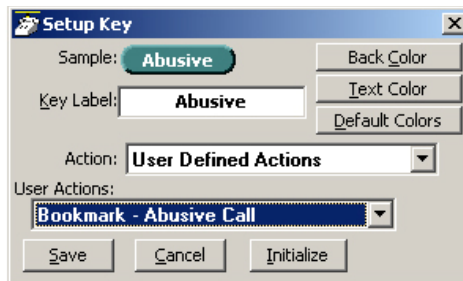 Setup Key
Sample: Abusive Back Color
Key Label: Abusive Text Color
Default Colors
Action: User Defined Actions
User Actions:
Bookmark - Abusive Call
Save Cancel Initialize